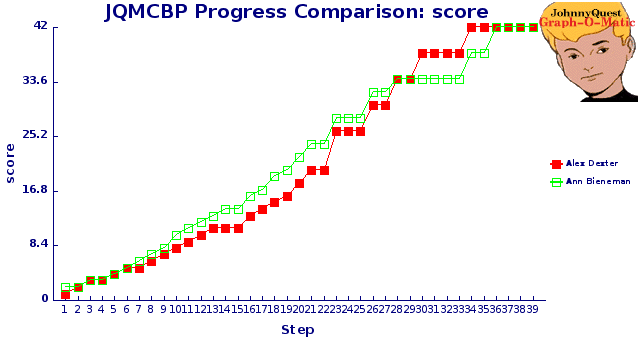 JQMCBP Progress Comparison: score
JohnnyQuest
Graph-O-Matic
42
33.6
25.2
16.8
8.4
0
score
1 2 3 4 5 6 7 8 9 10 11 12 13 14 15 16 17 18 19 20 21 22 23 24 25 26 27 28 29 30 31 32 33 34 35 36 37 38 39
Step
Alex Dexter
Ann Bieneman